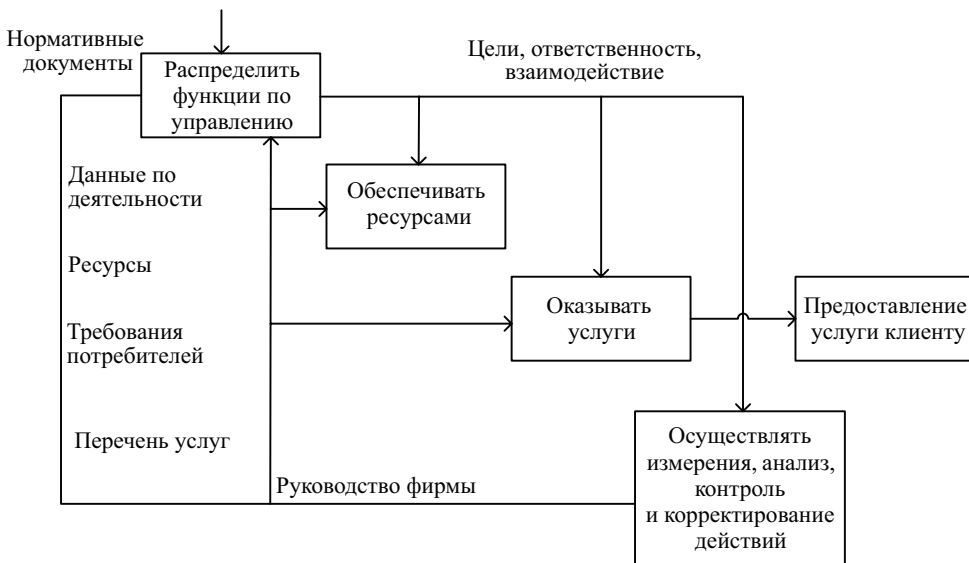 Нормативные
документы
Распределить
функции по
управлению
Цели, ответственность,
взаимодействие
Данные по
деятельности
Обеспечивать
ресурсами
Ресурсы
Требования
потребителей
Оказывать
услуги
Предоставление
услуги клиенту
Перечень услуг
Руководство фирмы
Осуществлять
измерения, анализ,
контроль
и корректирование
действий